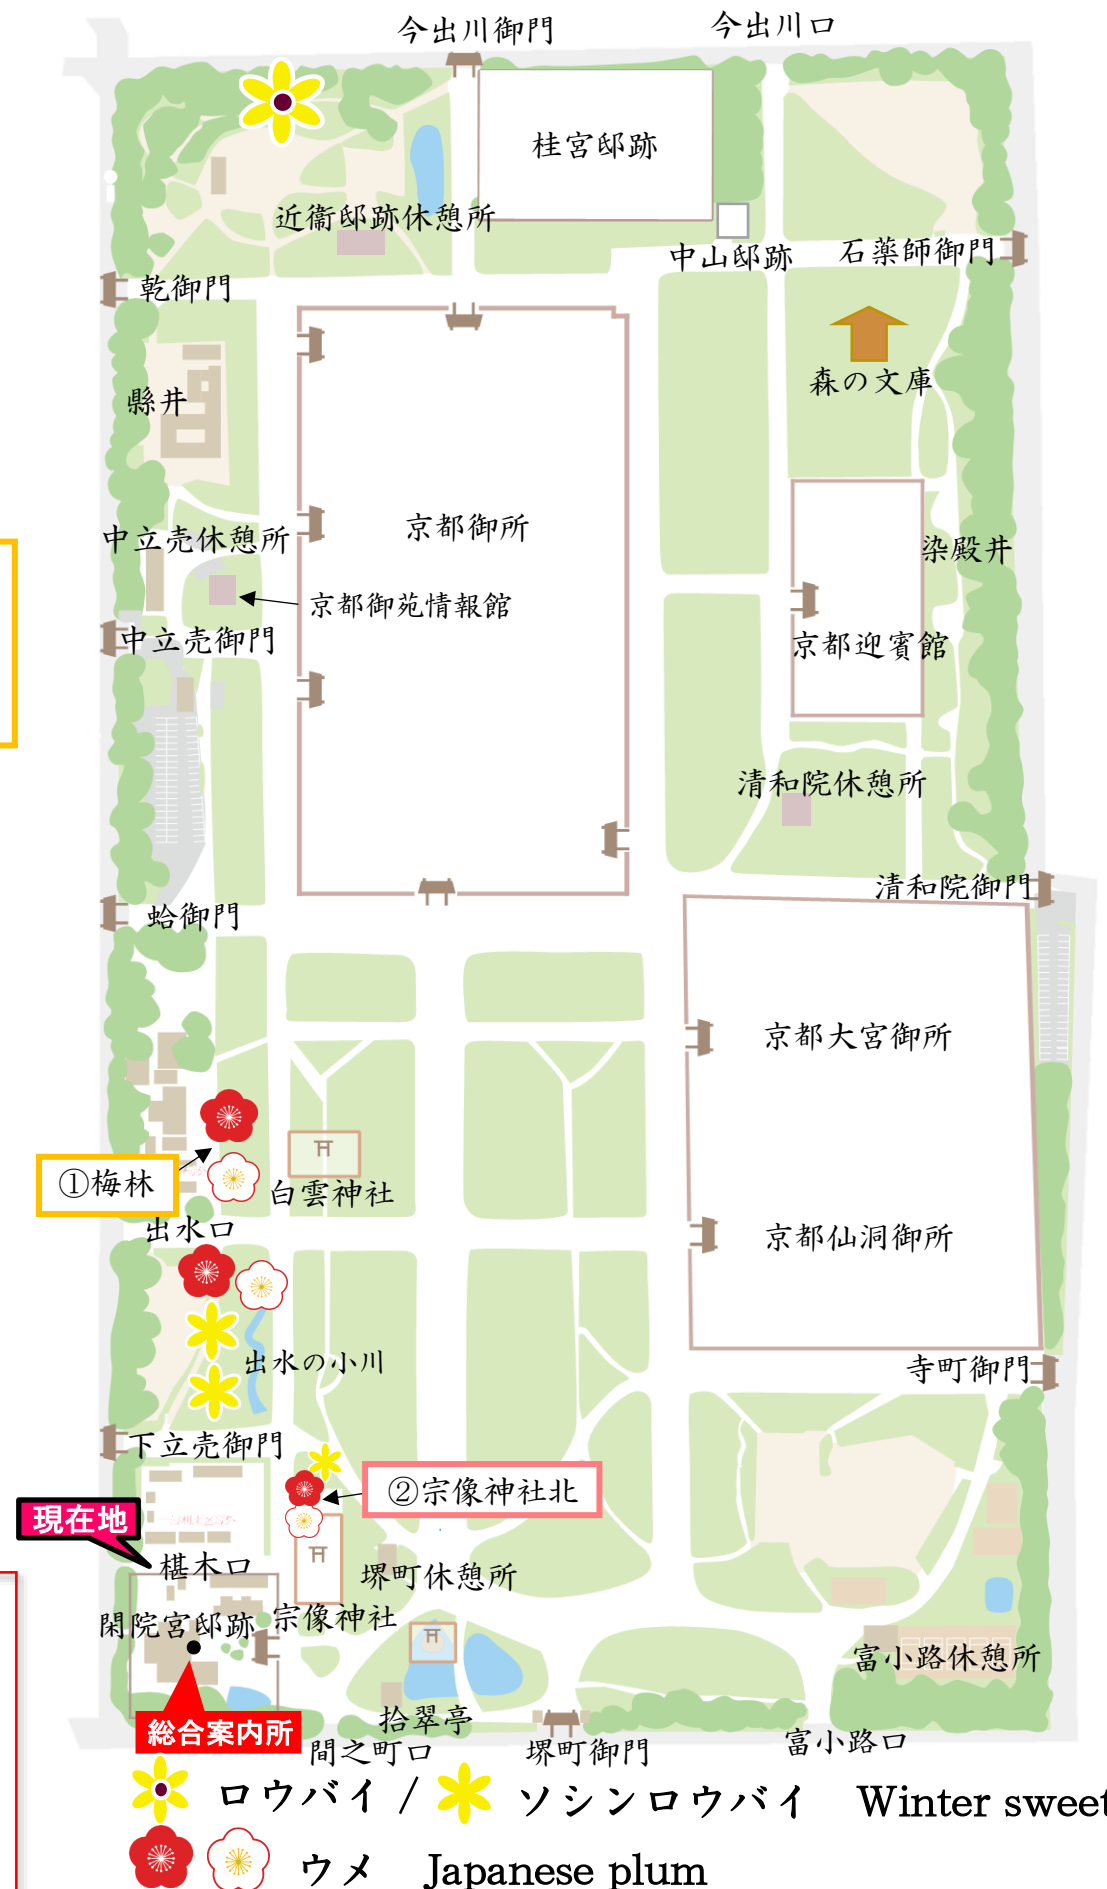 今出川御門
今出川口
桂宮邸跡
近衞邸跡休憩所
中山邸跡
石薬師御門
乾御門
森の文庫
縣井
京都御所
中立売休憩所
染殿井
京都御苑情報館
中立売御門
京都迎賓館
清和院休憩所
清和院御門
蛤御門
京都大宮御所
①梅林
白雲神社
出水口
京都仙洞御所
出水の小川
寺町御門
下立売御門
②宗像神社北
現在地
椹木口
堺町休憩所
閑院宮邸跡
宗像神社
富小路休憩所
拾翠亭
総合案内所
間之町口
堺町御門
富小路口
ロウバイ / ソシンロウバイ Winter sweet
ウメ Japanese plum